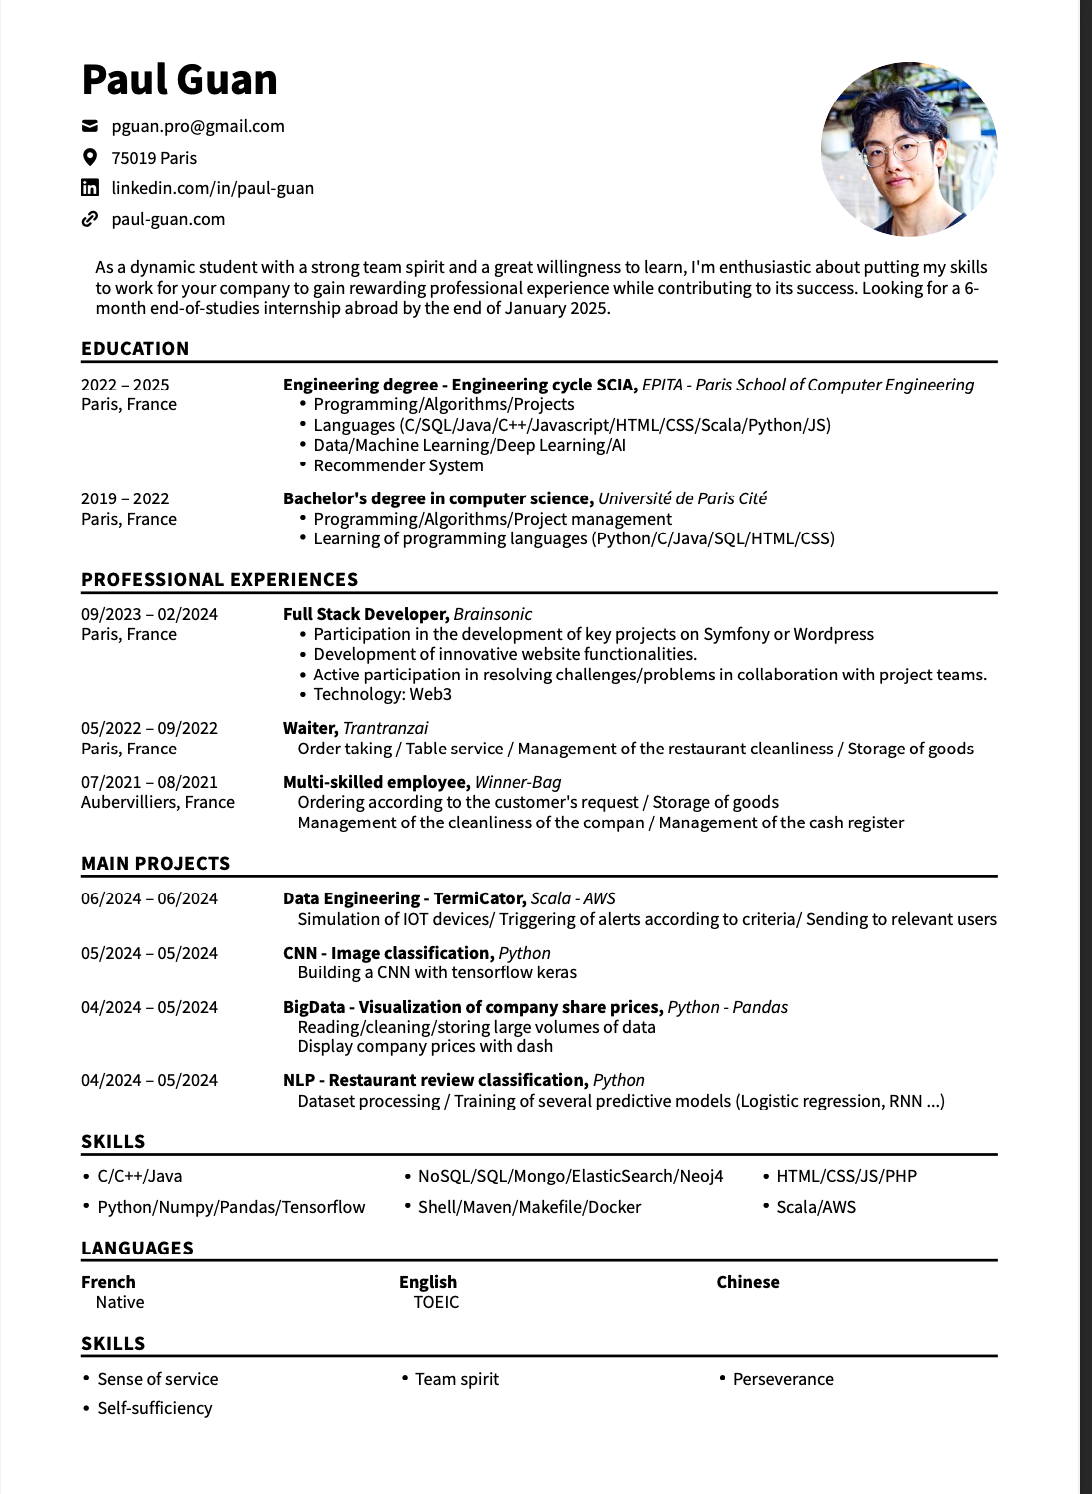 Paul Guan
pguan.pro@gmail.com
75019 Paris
linkedin.com/in/paul-guan
paul-guan.com
As a dynamic student with a strong team spirit and a great willingness to learn, I'm enthusiastic about putting my skills
to work for your company to gain rewarding professional experience while contributing to its success. Looking for a 6-
month end-of-studies internship abroad by the end of January 2025.
EDUCATION
2022 – 2025 Engineering degree - Engineering cycle SCIA, EPITA - Paris School of Computer Engineering
Paris, France • Programming/Algorithms/Projects
• Languages (C/SQL/Java/C++/Javascript/HTML/CSS/Scala/Python/JS)
• Data/Machine Learning/Deep Learning/AI
• Recommender System
2019 – 2022 Bachelor's degree in computer science, Université de Paris Cité
Paris, France • Programming/Algorithms/Project management
• Learning of programming languages (Python/C/Java/SQL/HTML/CSS)
PROFESSIONAL EXPERIENCES
09/2023 – 02/2024 Full Stack Developer, Brainsonic
Paris, France • Participation in the development of key projects on Symfony or Wordpress
• Development of innovative website functionalities.
• Active participation in resolving challenges/problems in collaboration with project teams.
• Technology: Web3
05/2022 – 09/2022 Waiter, Trantranzai
Paris, France Order taking / Table service / Management of the restaurant cleanliness / Storage of goods
07/2021 – 08/2021 Multi-skilled employee, Winner-Bag
Aubervilliers, France Ordering according to the customer's request / Storage of goods
Management of the cleanliness of the compan / Management of the cash register
MAIN PROJECTS
06/2024 – 06/2024 Data Engineering - TermiCator, Scala - AWS
Simulation of IOT devices/ Triggering of alerts according to criteria/ Sending to relevant users
05/2024 – 05/2024 CNN - Image classification, Python
Building a CNN with tensorflow keras
04/2024 – 05/2024 BigData - Visualization of company share prices, Python - Pandas
Reading/cleaning/storing large volumes of data
Display company prices with dash
04/2024 – 05/2024 NLP - Restaurant review classification, Python
Dataset processing / Training of several predictive models (Logistic regression, RNN ...)
SKILLS
• C/C++/Java • NoSQL/SQL/Mongo/ElasticSearch/Neoj4 • HTML/CSS/JS/PHP
• Python/Numpy/Pandas/Tensorflow • Shell/Maven/Makefile/Docker • Scala/AWS
LANGUAGES
French English Chinese
Native TOEIC
SKILLS
• Sense of service • Team spirit • Perseverance
• Self-sufficiency